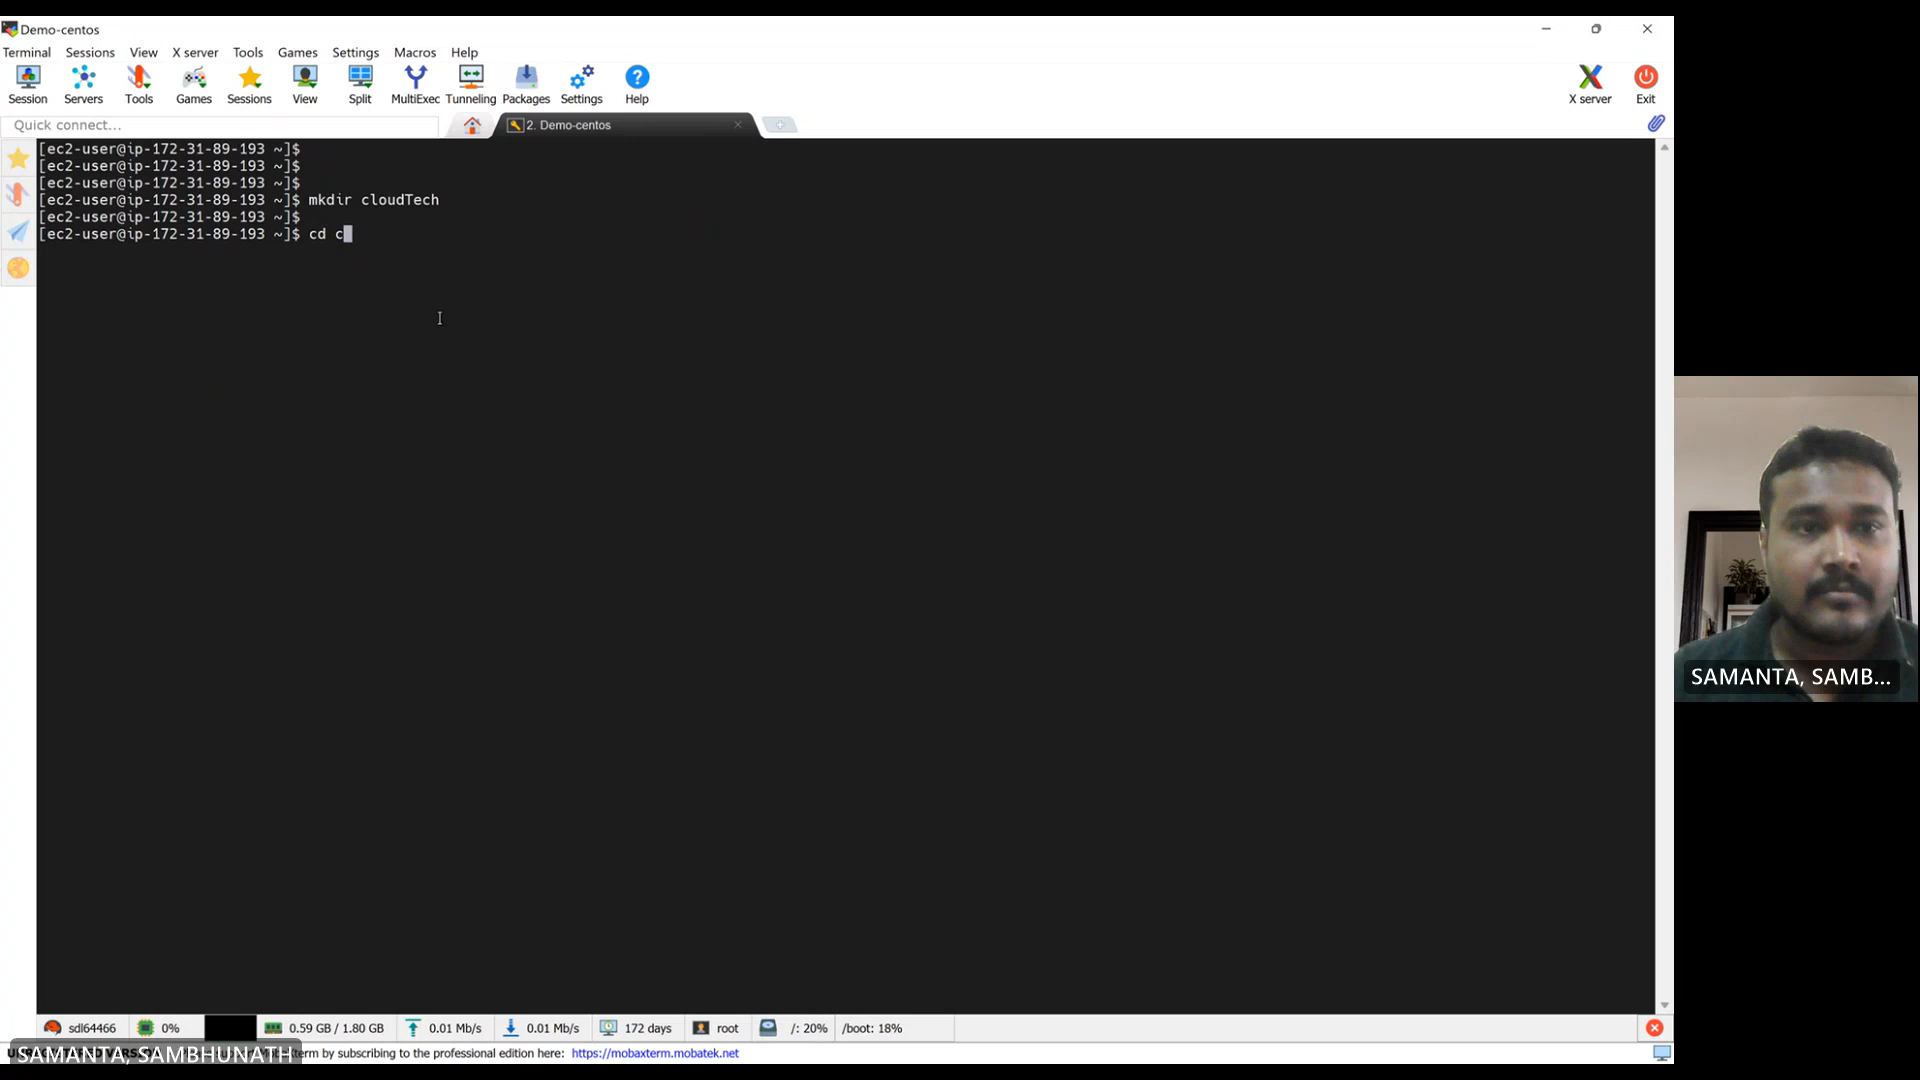 Demo-centos
Terminal Sessions View X server Tools Games Settings Macros Help
Session Servers Tools Games Sessions View Split MultiExec Tunneling Packages Settings Help X server Exit
Quick connect... 2. Demo-centos
[ec2-user@ip-172-31-89-193 ~]$
[ec2-user@ip-172-31-89-193 ~]$
[ec2-user@ip-172-31-89-193 ~]$
[ec2-user@ip-172-31-89-193 ~]$ mkdir cloudTech
[ec2-user@ip-172-31-89-193 ~]$
[ec2-user@ip-172-31-89-193 ~]$ cd c
SAMANTA, SAMB...
sdl64466 0% 0.59 GB / 1.80 GB 0.01 Mb/s 0.01 Mb/s 172 days root /: 20% /boot: 18%
SAMANTA, SAMBHUNATH
term by subscribing to the professional edition here: https://mobaxterm.mobatek.net